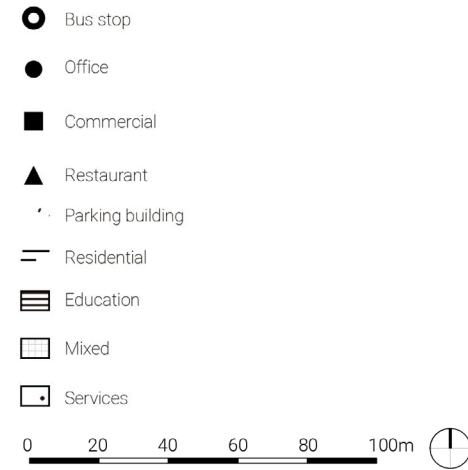 Bus stop
Office
Commercial
Restaurant
Parking building
Residential
Education
Mixed
Services
0 20 40 60 80 100m